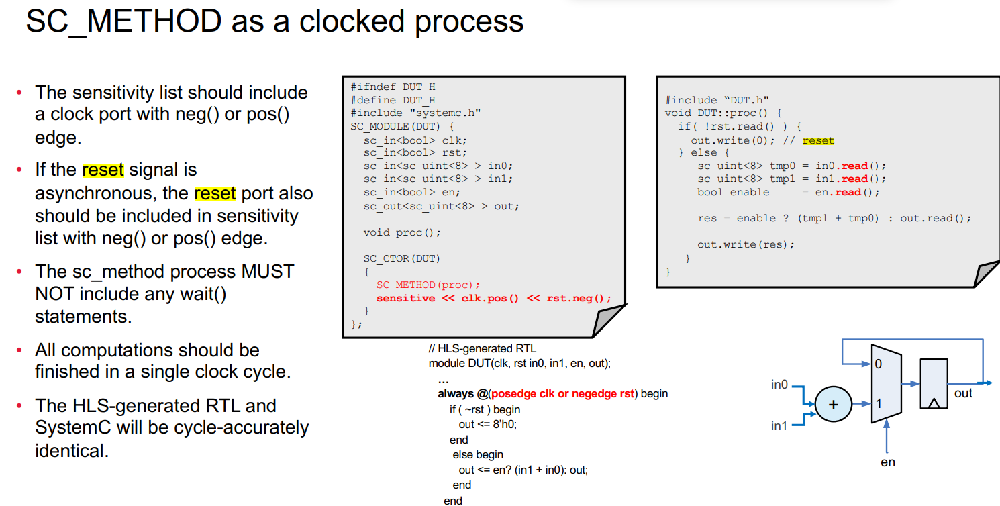 SC_METHOD as a clocked process
• The sensitivity list should include
a clock port with neg() or pos()
edge.
• If the reset signal is
asynchronous, the reset port also
should be included in sensitivity
list with neg() or pos() edge.
• The sc_method process MUST
NOT include any wait()
statements.
• All computations should be
finished in a single clock cycle.
• The HLS-generated RTL and
SystemC will be cycle-accurately
identical.
#ifndef DUT_H
#define DUT_H
#include "systemc.h"
SC_MODULE(DUT) {
  sc_in<bool> clk;
  sc_in<bool> rst;
  sc_in<sc_uint<8> > in0;
  sc_in<sc_uint<8> > in1;
  sc_in<bool> en;
  sc_out<sc_uint<8> > out;
  void proc();
  SC_CTOR(DUT)
  {
    SC_METHOD(proc);
    sensitive << clk.pos() << rst.neg();
  }
};
#include “DUT.h"
void DUT::proc() {
  if( !rst.read() ) {
    out.write(0); // reset
  } else {
     sc_uint<8> tmp0 = in0.read();
     sc_uint<8> tmp1 = in1.read();
     bool enable     = en.read();
     res = enable ? (tmp1 + tmp0) : out.read();
     out.write(res);
   }
}
// HLS-generated RTL
module DUT(clk, rst in0, in1, en, out);
  …
  always @(posedge clk or negedge rst) begin
    if ( ~rst ) begin
      out <= 8’h0;
    end
    else begin
      out <= en? (in1 + in0): out;
    end
  end
in0
in1
+
0
1
en
out